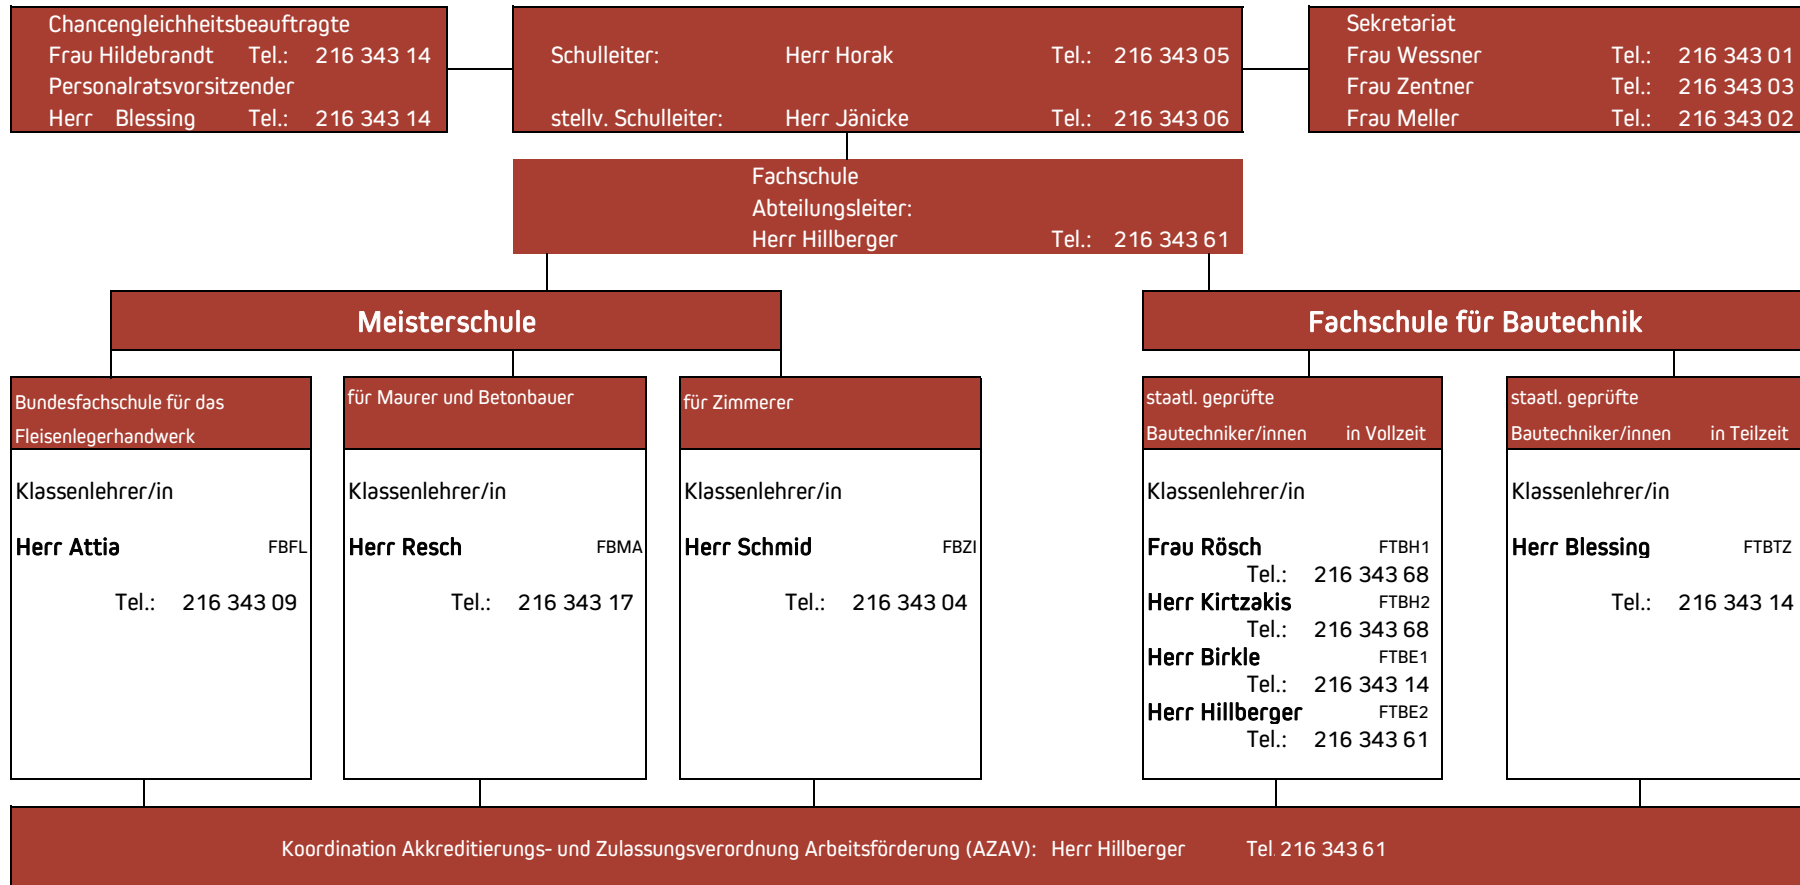 Chancengleichheitsbeauftragte
Frau Hildebrandt Tel.: 216 343 14
Personalratsvorsitzender
Herr Blessing Tel.: 216 343 14
Schulleiter: Herr Horak Tel.: 216 343 05
stellv. Schulleiter: Herr Jänicke Tel.: 216 343 06
Sekretariat
Frau Wessner Tel.: 216 343 01
Frau Zentner Tel.: 216 343 03
Frau Meller Tel.: 216 343 02
Fachschule
Abteilungsleiter:
Herr Hillberger Tel.: 216 343 61
Meisterschule
Fachschule für Bautechnik
Bundesfachschule für das
Fleisenlegerhandwerk
Klassenlehrer/in
Herr Attia FBFL
Tel.: 216 343 09
für Maurer und Betonbauer
Klassenlehrer/in
Herr Resch FBMA
Tel.: 216 343 17
für Zimmerer
Klassenlehrer/in
Herr Schmid FBZI
Tel.: 216 343 04
staatl. geprüfte
Bautechniker/innen in Vollzeit
Klassenlehrer/in
Frau Rösch FTBH1
Tel.: 216 343 68
Herr Kirtzakis FTBH2
Tel.: 216 343 68
Herr Birkle FTBE1
Tel.: 216 343 14
Herr Hillberger FTBE2
Tel.: 216 343 61
staatl. geprüfte
Bautechniker/innen in Teilzeit
Klassenlehrer/in
Herr Blessing FTBTZ
Tel.: 216 343 14
Koordination Akkreditierungs- und Zulassungsverordnung Arbeitsförderung (AZAV): Herr Hillberger Tel. 216 343 61